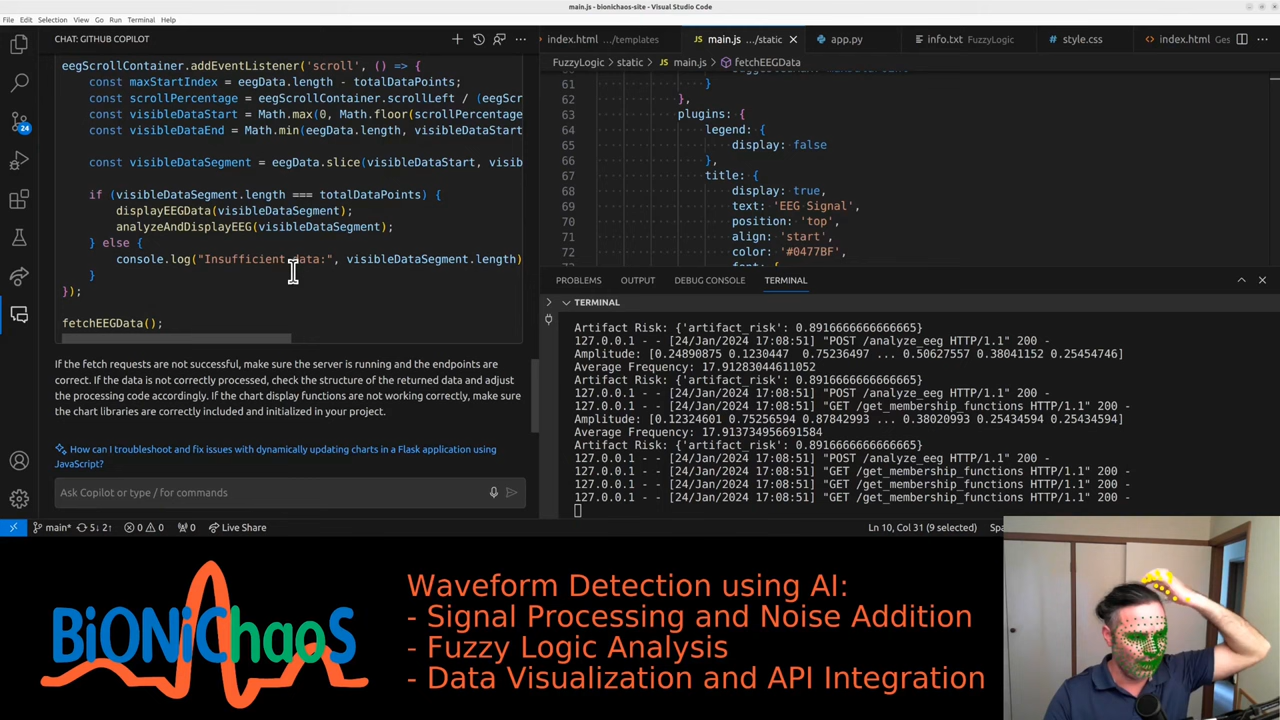 main.js - bionichaos-site - Visual Studio Code
File Edit Selection View Go Run Terminal Help
CHAT: GITHUB COPILOT
eegScrollContainer.addEventListener('scroll', () => {
const maxStartIndex = eegData.length - totalDataPoints;
const scrollPercentage = eegScrollContainer.scrollLeft / (eegScr
const visibleDataStart = Math.max(0, Math.floor(scrollPercentage
const visibleDataEnd = Math.min(eegData.length, visibleDataStart
const visibleDataSegment = eegData.slice(visibleDataStart, visib
if (visibleDataSegment.length === totalDataPoints) {
displayEEGData(visibleDataSegment);
analyzeAndDisplayEEG(visibleDataSegment);
} else {
console.log("Insufficient data:", visibleDataSegment.length)
}
});
fetchEEGData();
If the fetch requests are not successful, make sure the server is running and the endpoints are
correct. If the data is not correctly processed, check the structure of the returned data and adjust
the processing code accordingly. If the chart display functions are not working correctly, make sure
the chart libraries are correctly included and initialized in your project.
How can I troubleshoot and fix issues with dynamically updating charts in a Flask application using
JavaScript?
Ask Copilot or type / for commands
24
index.html .../templates
main.js .../static
app.py
info.txt FuzzyLogic
style.css
index.html Ges
FuzzyLogic > static > main.js > fetchEEGData
61 }
62 },
63 plugins: {
64 legend: {
65 display: false
66 },
67 title: {
68 display: true,
69 text: 'EEG Signal',
70 position: 'top',
71 align: 'start',
72 color: '#0477BF',
73 font: {
PROBLEMS OUTPUT DEBUG CONSOLE TERMINAL
TERMINAL
Artifact Risk: {'artifact_risk': 0.8916666666666665}
127.0.0.1 - - [24/Jan/2024 17:08:51] "POST /analyze_eeg HTTP/1.1" 200 -
Amplitude: [0.24890875 0.1230447 0.75236497 ... 0.50627557 0.38041152 0.25454746]
Average Frequency: 17.91283044611052
Artifact Risk: {'artifact_risk': 0.8916666666666665}
127.0.0.1 - - [24/Jan/2024 17:08:51] "POST /analyze_eeg HTTP/1.1" 200 -
127.0.0.1 - - [24/Jan/2024 17:08:51] "GET /get_membership_functions HTTP/1.1" 200 -
Amplitude: [0.12324601 0.75256594 0.87842993 ... 0.38020993 0.25434594 0.25434594]
Average Frequency: 17.913734956691584
Artifact Risk: {'artifact_risk': 0.8916666666666665}
127.0.0.1 - - [24/Jan/2024 17:08:51] "POST /analyze_eeg HTTP/1.1" 200 -
127.0.0.1 - - [24/Jan/2024 17:08:51] "GET /get_membership_functions HTTP/1.1" 200 -
127.0.0.1 - - [24/Jan/2024 17:08:51] "GET /get_membership_functions HTTP/1.1" 200 -
127.0.0.1 - - [24/Jan/2024 17:08:51] "GET /get_membership_functions HTTP/1.1" 200 -
main* 5↓ 2↑ 0 0 0 Live Share
Ln 10, Col 31 (9 selected)
BiONiChaoS
Waveform Detection using AI:
- Signal Processing and Noise Addition
- Fuzzy Logic Analysis
- Data Visualization and API Integration